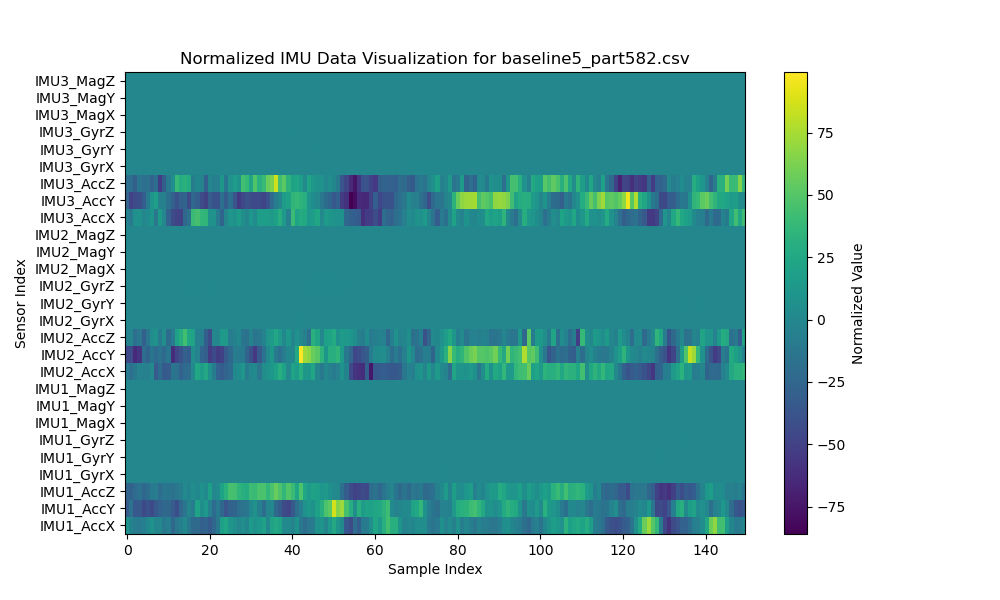 Normalized IMU Data Visualization for baseline5_part582.csv
IMU3_MagZ
IMU3_MagY
IMU3_MagX
IMU3_GyrZ
IMU3_GyrY
IMU3_GyrX
IMU3_AccZ
IMU3_AccY
IMU3_AccX
IMU2_MagZ
IMU2_MagY
IMU2_MagX
IMU2_GyrZ
IMU2_GyrY
IMU2_GyrX
IMU2_AccZ
IMU2_AccY
IMU2_AccX
IMU1_MagZ
IMU1_MagY
IMU1_MagX
IMU1_GyrZ
IMU1_GyrY
IMU1_GyrX
IMU1_AccZ
IMU1_AccY
IMU1_AccX
Sensor Index
0 20 40 60 80 100 120 140
Sample Index
75
50
25
0
−25
−50
−75
Normalized Value